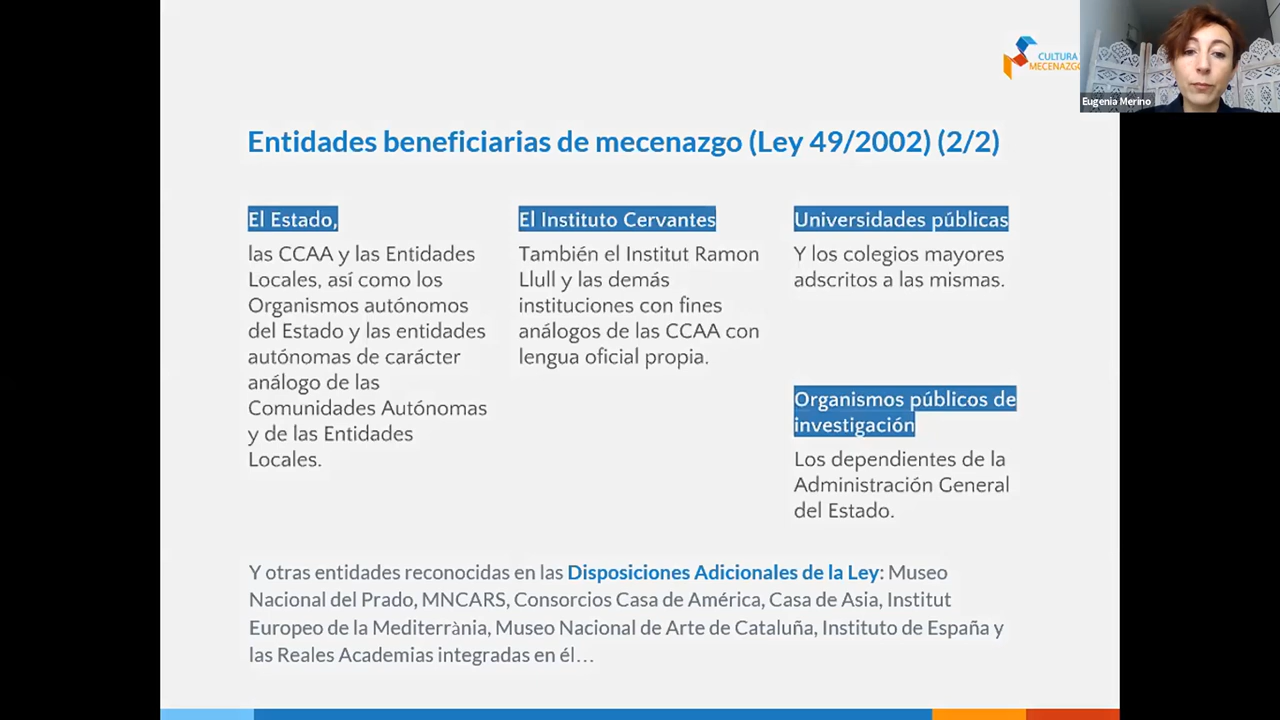 CULTURA
MECENAZGO
Eugenia Merino
Entidades beneficiarias de mecenazgo (Ley 49/2002) (2/2)
El Estado,
las CCAA y las Entidades
Locales, así como los
Organismos autónomos
del Estado y las entidades
autónomas de carácter
análogo de las
Comunidades Autónomas
y de las Entidades
Locales.
El Instituto Cervantes
También el Institut Ramon
Llull y las demás
instituciones con fines
análogos de las CCAA con
lengua oficial propia.
Universidades públicas
Y los colegios mayores
adscritos a las mismas.
Organismos públicos de
investigación
Los dependientes de la
Administración General
del Estado.
Y otras entidades reconocidas en las Disposiciones Adicionales de la Ley: Museo
Nacional del Prado, MNCARS, Consorcios Casa de América, Casa de Asia, Institut
Europeo de la Mediterrània, Museo Nacional de Arte de Cataluña, Instituto de España y
las Reales Academias integradas en él…